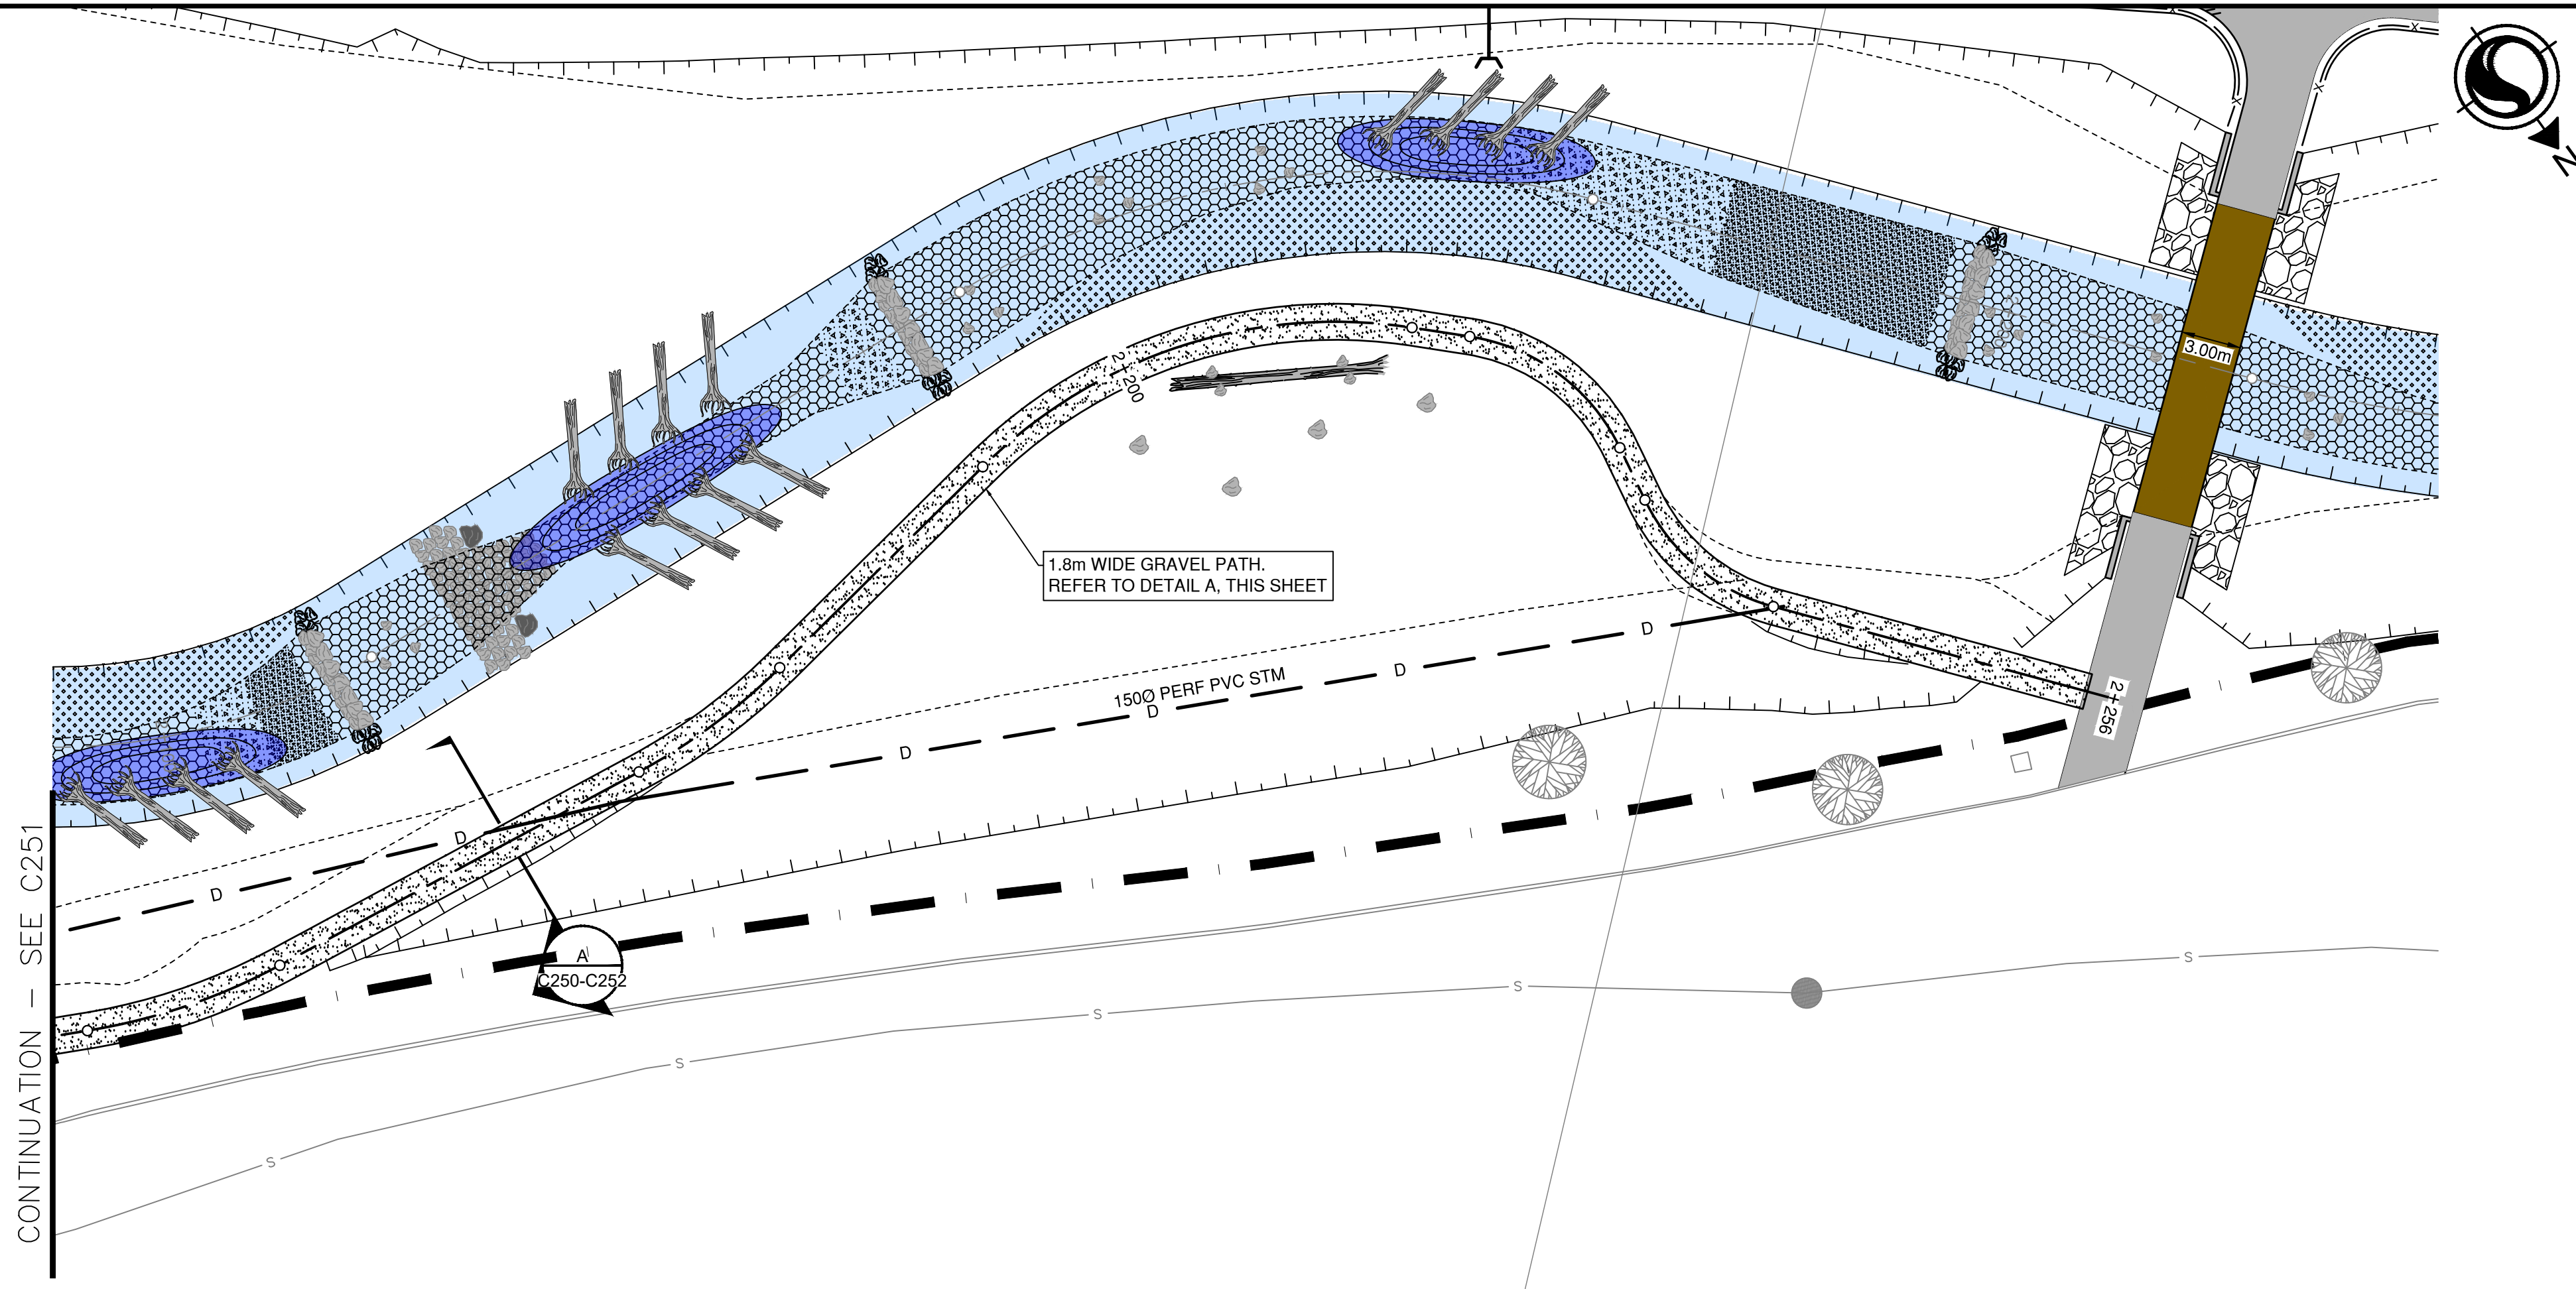 N
3.00m
2+200
1.8m WIDE GRAVEL PATH.
REFER TO DETAIL A, THIS SHEET
D
D
150Ø PERF PVC STM
D
2+256
D
D
D
A
C250-C252
CONTINUATION - SEE C251
S
S
S
S
S
X
X
X
X